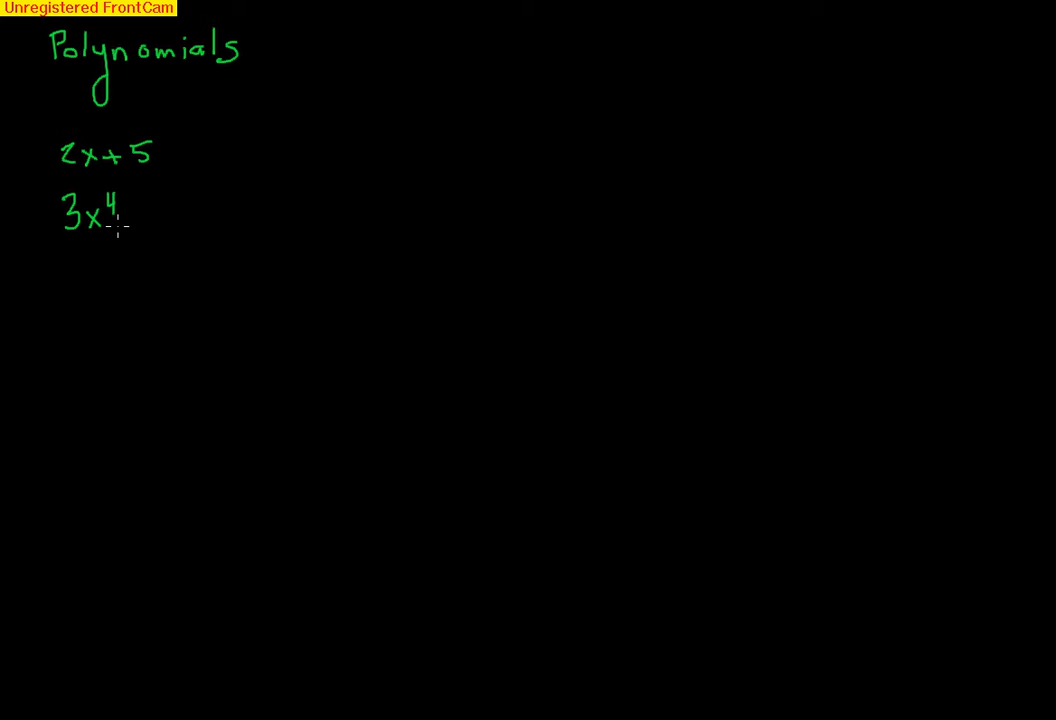 Unregistered FrontCam
Polynomials
2x + 5
3x⁴